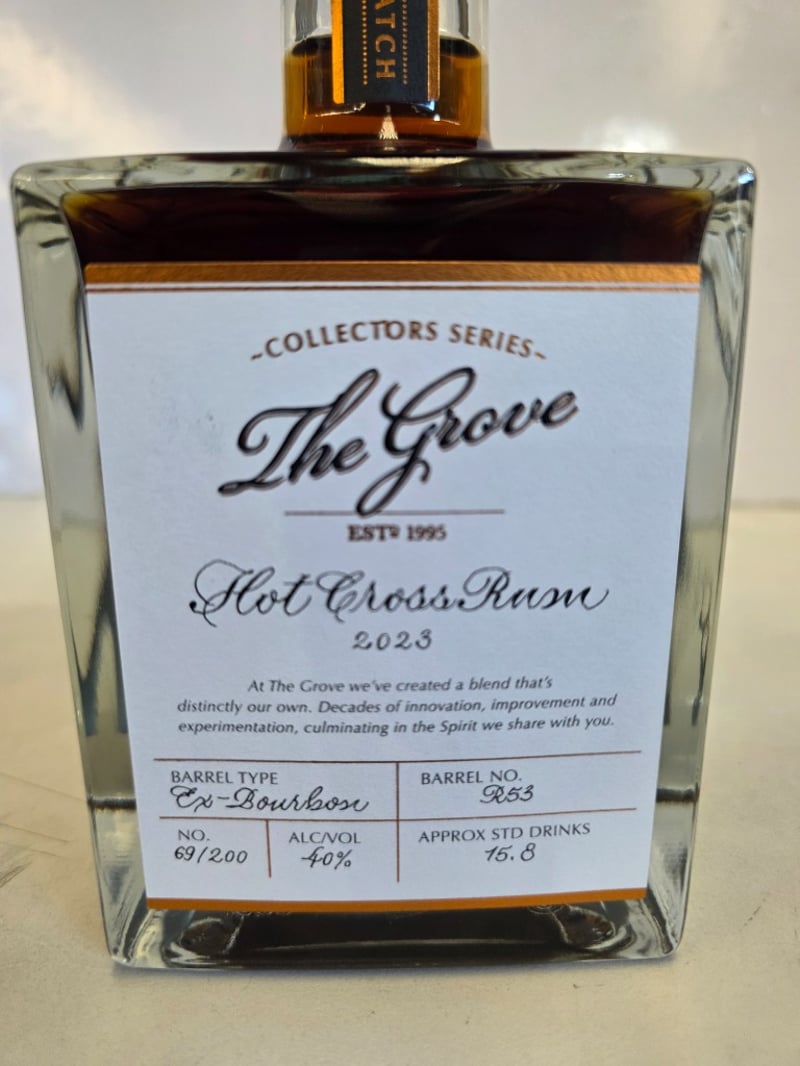 ATCH
~COLLECTORS SERIES~
The Grove
ESTD 1995
Hot Cross Rum
2023
At The Grove we've created a blend that's
distinctly our own. Decades of innovation, improvement and
experimentation, culminating in the Spirit we share with you.
BARREL TYPE
Ex-Bourbon
BARREL NO.
R53
NO.
69/200
ALC/VOL
40%
APPROX STD DRINKS
15.8